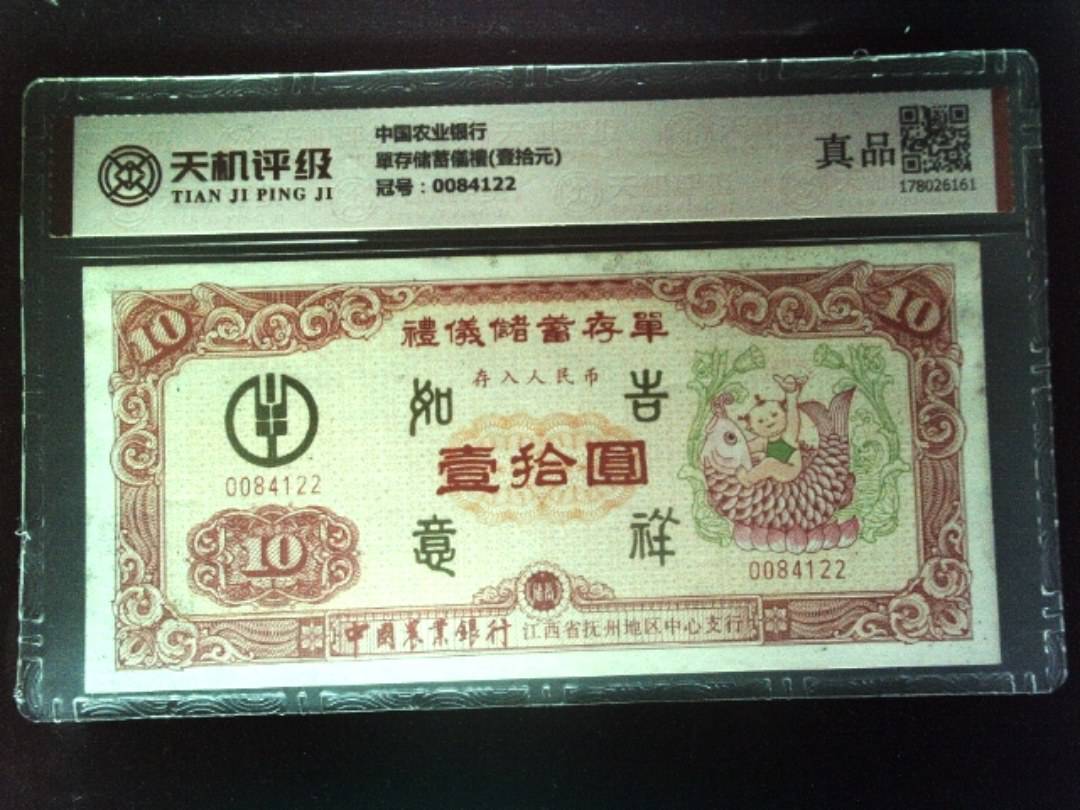 天机评级
TIAN JI PING JI
中国农业银行
單存储蓄儀禮(壹拾元)
冠号：0084122
真品
178026161
10
10
禮儀儲蓄存單
存入人民币
如
吉
壹拾圓
0084122
意
祥
10
0084122
中國農業銀行 江西省抚州地区中心支行